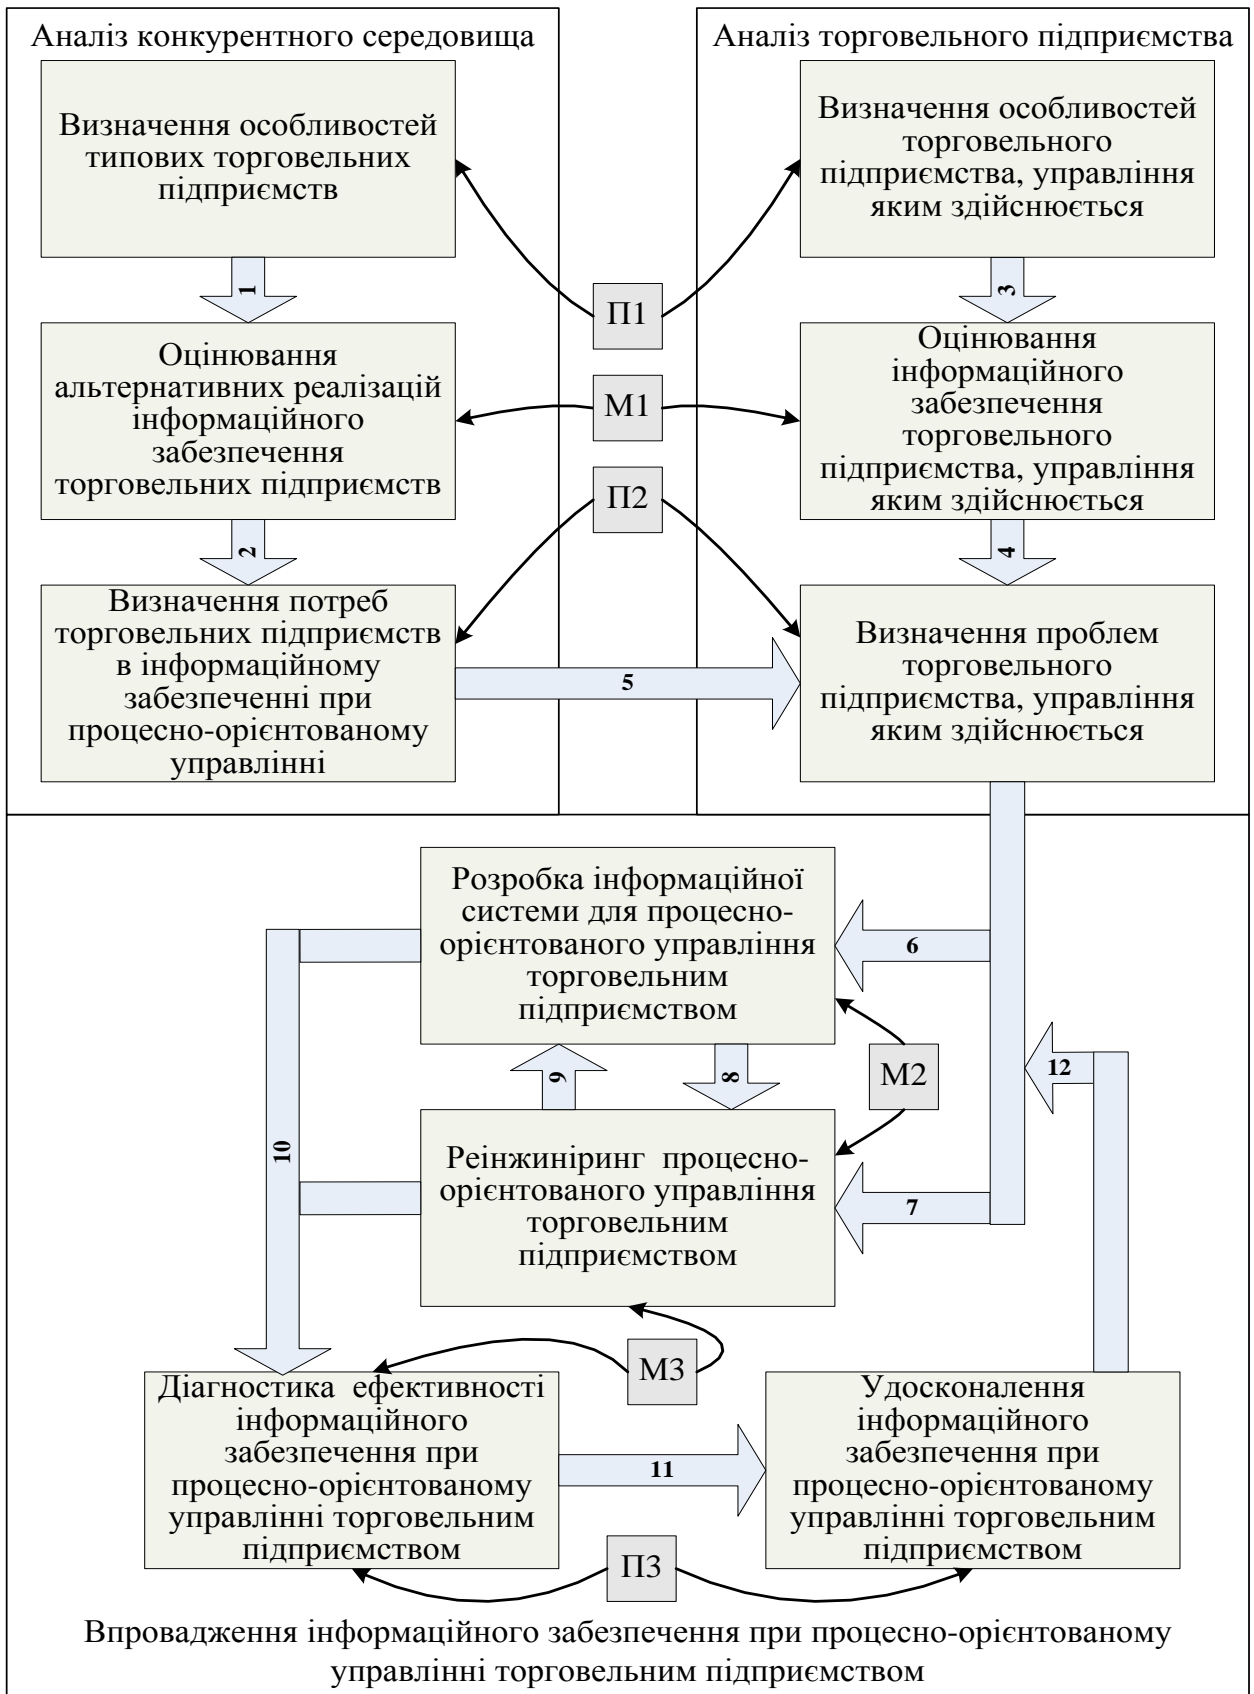 Аналіз конкурентного середовища
Аналіз торговельного підприємства
Визначення особливостей
типових торговельних
підприємств
Визначення особливостей
торговельного
підприємства, управління
яким здійснюється
1
3
П1
Оцінювання
альтернативних реалізацій
інформаційного
забезпечення
торговельних підприємств
М1
Оцінювання
інформаційного
забезпечення
торговельного
підприємства, управління
яким здійснюється
П2
2
4
Визначення потреб
торговельних підприємств
в інформаційному
забезпеченні при
процесно-орієнтованому
управлінні
5
Визначення проблем
торговельного
підприємства, управління
яким здійснюється
Розробка інформаційної
системи для процесно-
орієнтованого управління
торговельним
підприємством
6
9
8
М2
12
10
Реінжиніринг процесно-
орієнтованого управління
торговельним
підприємством
7
М3
Діагностика ефективності
інформаційного
забезпечення при
процесно-орієнтованому
управлінні торговельним
підприємством
11
Удосконалення
інформаційного
забезпечення при
процесно-орієнтованому
управлінні торговельним
підприємством
П3
Впровадження інформаційного забезпечення при процесно-орієнтованому
управлінні торговельним підприємством